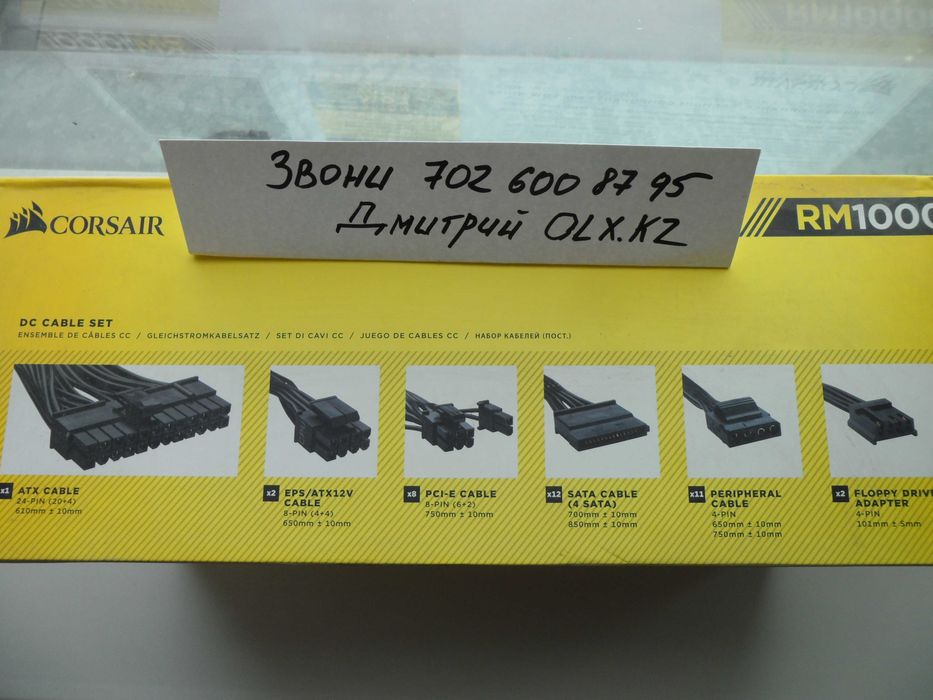 Звони 702 600 87 95
Дмитрий OLX.KZ
CORSAIR
RM1000
DC CABLE SET
ENSEMBLE DE CÂBLES CC / GLEICHSTROMKABELSATZ / SET DI CAVI CC / JUEGO DE CABLES CC / НАБОР КАБЕЛЕЙ (ПОСТ.)
x1 ATX CABLE
24-PIN (20+4)
610mm ± 10mm
x2 EPS/ATX12V
CABLE
8-PIN (4+4)
650mm ± 10mm
x8 PCI-E CABLE
8-PIN (6+2)
750mm ± 10mm
x12 SATA CABLE
(4 SATA)
700mm ± 10mm
850mm ± 10mm
x11 PERIPHERAL
CABLE
4-PIN
650mm ± 10mm
750mm ± 10mm
x2 FLOPPY DRIV
ADAPTER
4-PIN
101mm ± 5mm